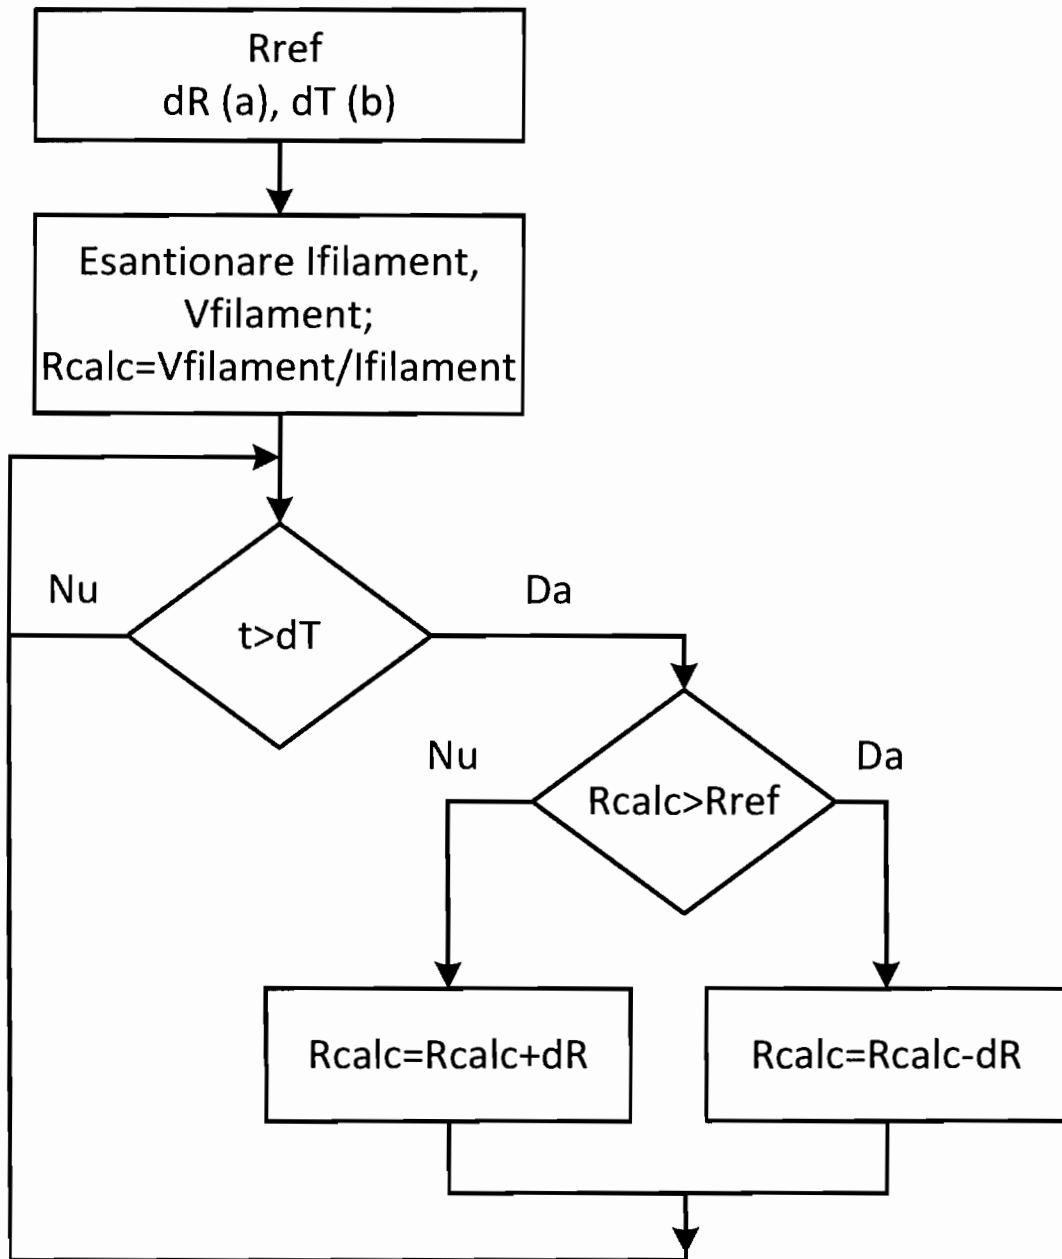 Rref
dR (a), dT (b)
Esantionare Ifilament,
Vfilament;
Rcalc=Vfilament/Ifilament
Nu
Da
t>dT
Nu
Da
Rcalc>Rref
Rcalc=Rcalc+dR
Rcalc=Rcalc-dR